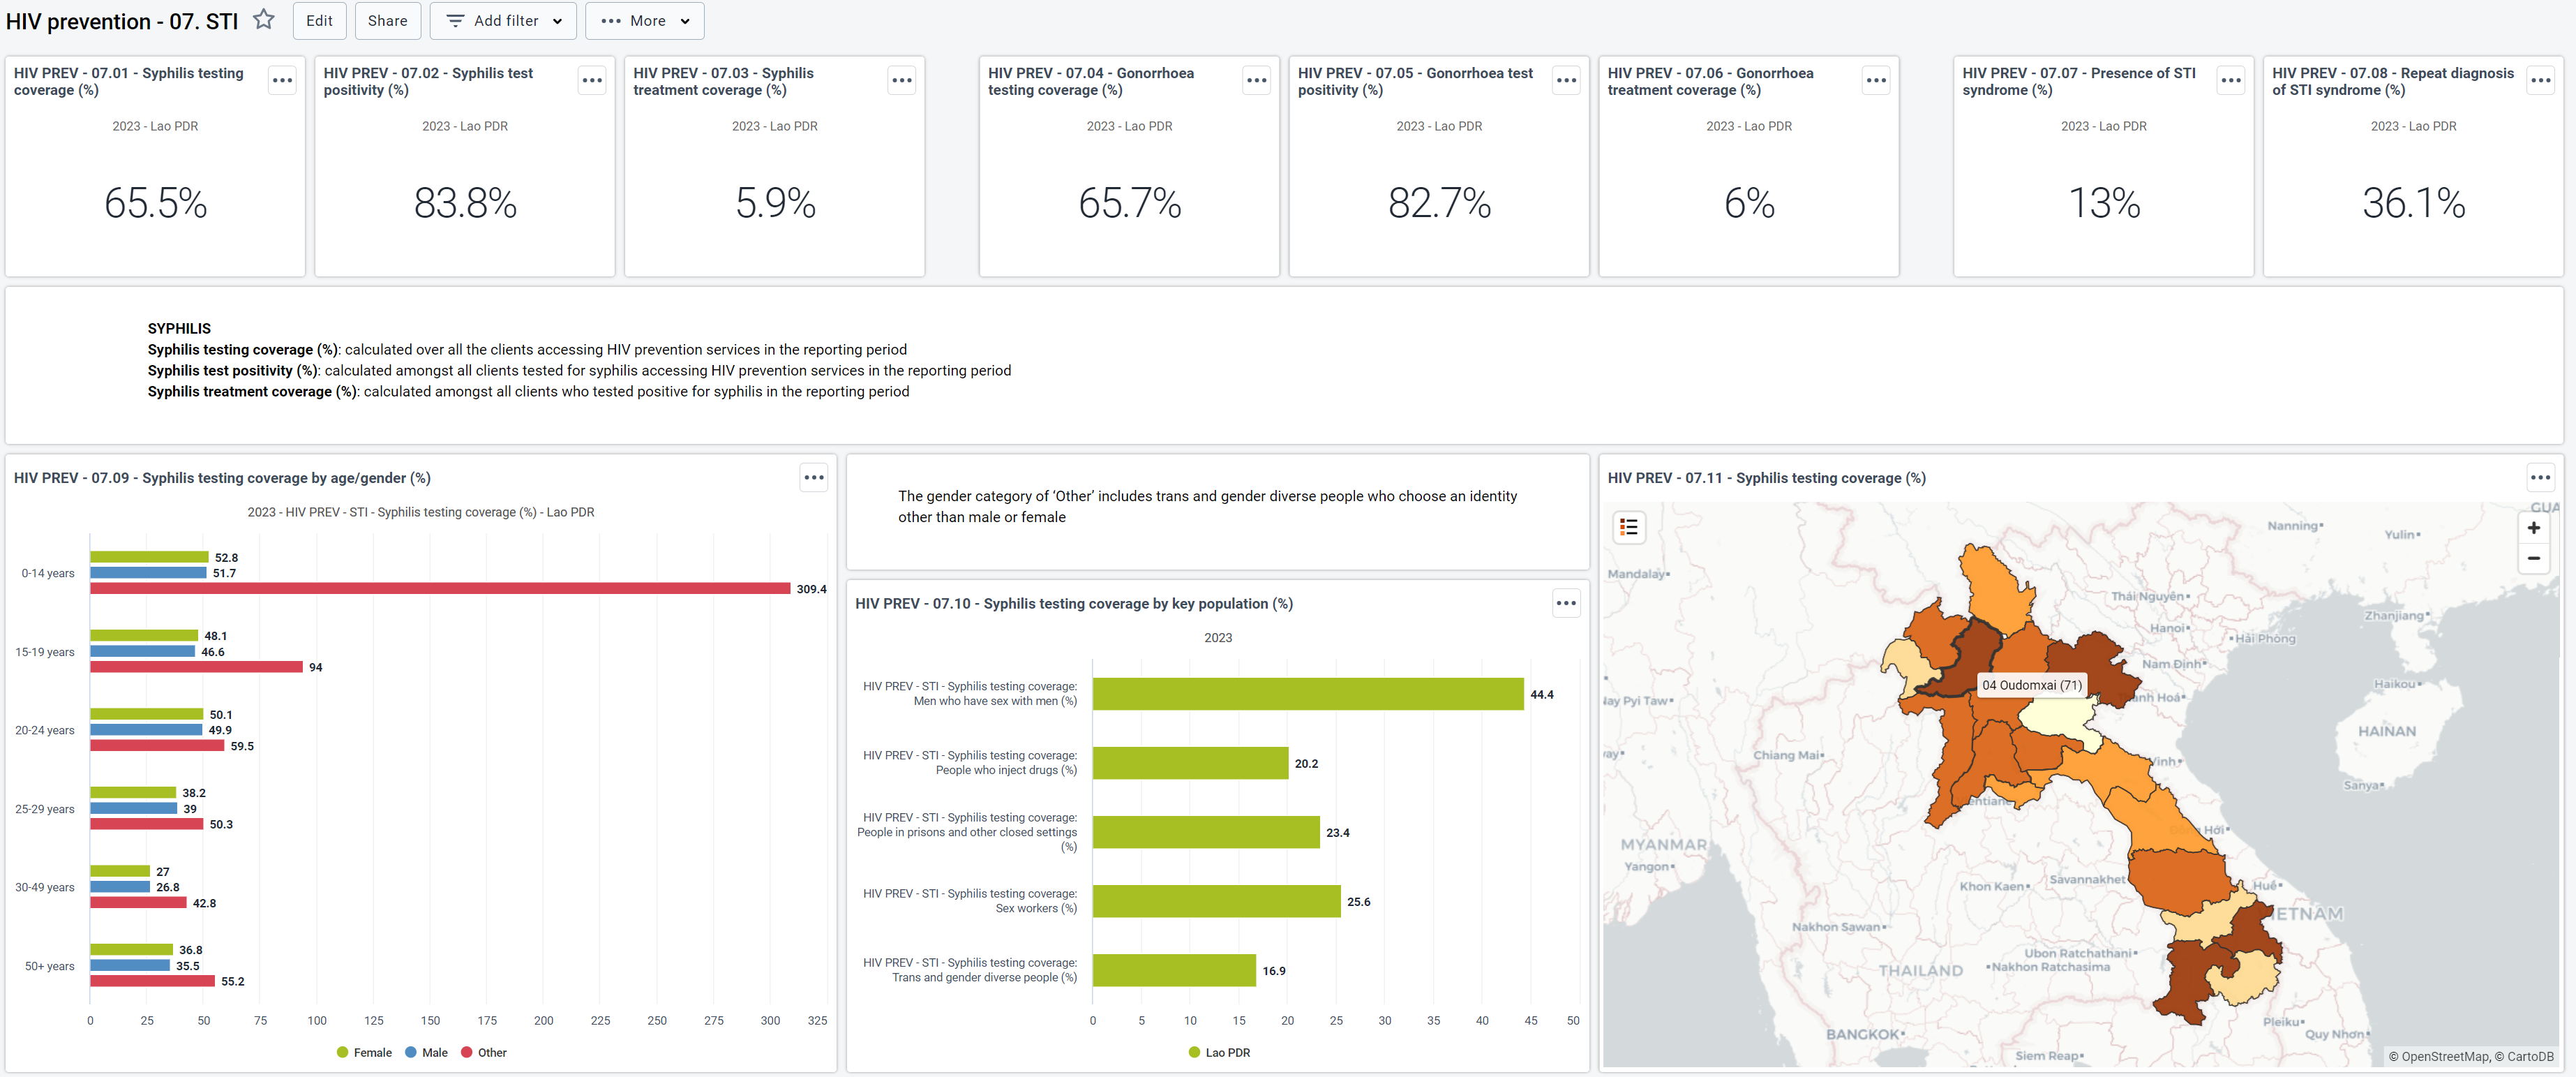 HIV prevention - 07. STI
Edit
Share
Add filter
More
HIV PREV - 07.01 - Syphilis testing
coverage (%)
2023 - Lao PDR
65.5%
HIV PREV - 07.02 - Syphilis test
positivity (%)
2023 - Lao PDR
83.8%
HIV PREV - 07.03 - Syphilis
treatment coverage (%)
2023 - Lao PDR
5.9%
HIV PREV - 07.04 - Gonorrhoea
testing coverage (%)
2023 - Lao PDR
65.7%
HIV PREV - 07.05 - Gonorrhoea test
positivity (%)
2023 - Lao PDR
82.7%
HIV PREV - 07.06 - Gonorrhoea
treatment coverage (%)
2023 - Lao PDR
6%
HIV PREV - 07.07 - Presence of STI
syndrome (%)
2023 - Lao PDR
13%
HIV PREV - 07.08 - Repeat diagnosis
of STI syndrome (%)
2023 - Lao PDR
36.1%
SYPHILIS
Syphilis testing coverage (%): calculated over all the clients accessing HIV prevention services in the reporting period
Syphilis test positivity (%): calculated amongst all clients tested for syphilis accessing HIV prevention services in the reporting period
Syphilis treatment coverage (%): calculated amongst all clients who tested positive for syphilis in the reporting period
HIV PREV - 07.09 - Syphilis testing coverage by age/gender (%)
2023 - HIV PREV - STI - Syphilis testing coverage (%) - Lao PDR
0-14 years
52.8
51.7
309.4
15-19 years
48.1
46.6
94
20-24 years
50.1
49.9
59.5
25-29 years
38.2
39
50.3
30-49 years
27
26.8
42.8
50+ years
36.8
35.5
55.2
0 25 50 75 100 125 150 175 200 225 250 275 300 325
Female Male Other
The gender category of ‘Other’ includes trans and gender diverse people who choose an identity
other than male or female
HIV PREV - 07.10 - Syphilis testing coverage by key population (%)
2023
HIV PREV - STI - Syphilis testing coverage:
Men who have sex with men (%)
44.4
HIV PREV - STI - Syphilis testing coverage:
People who inject drugs (%)
20.2
HIV PREV - STI - Syphilis testing coverage:
People in prisons and other closed settings
(%)
23.4
HIV PREV - STI - Syphilis testing coverage:
Sex workers (%)
25.6
HIV PREV - STI - Syphilis testing coverage:
Trans and gender diverse people (%)
16.9
0 5 10 15 20 25 30 35 40 45 50
Lao PDR
HIV PREV - 07.11 - Syphilis testing coverage (%)
GUA
+
−
Nanning
Yulin
Mandalay
Thái Nguyên
Zhanjiang
Hanoi
Hải Phòng
Nam Định
04 Oudomxai (71)
Haikou
Nay Pyi Taw
anh Hoá
HAINAN
Chiang Mai
Vinh
Sanya
entiane
Đồng Hới
MYANMAR
Yangon
Khon Kaen
Savannakhet
Huế
Nakhon Sawan
IETNAM
Ubon Ratchathani
THAILAND
Nakhon Ratchasima
BANGKOK
Pleiku
Quy Nhơn
Siem Reap
© OpenStreetMap, © CartoDB